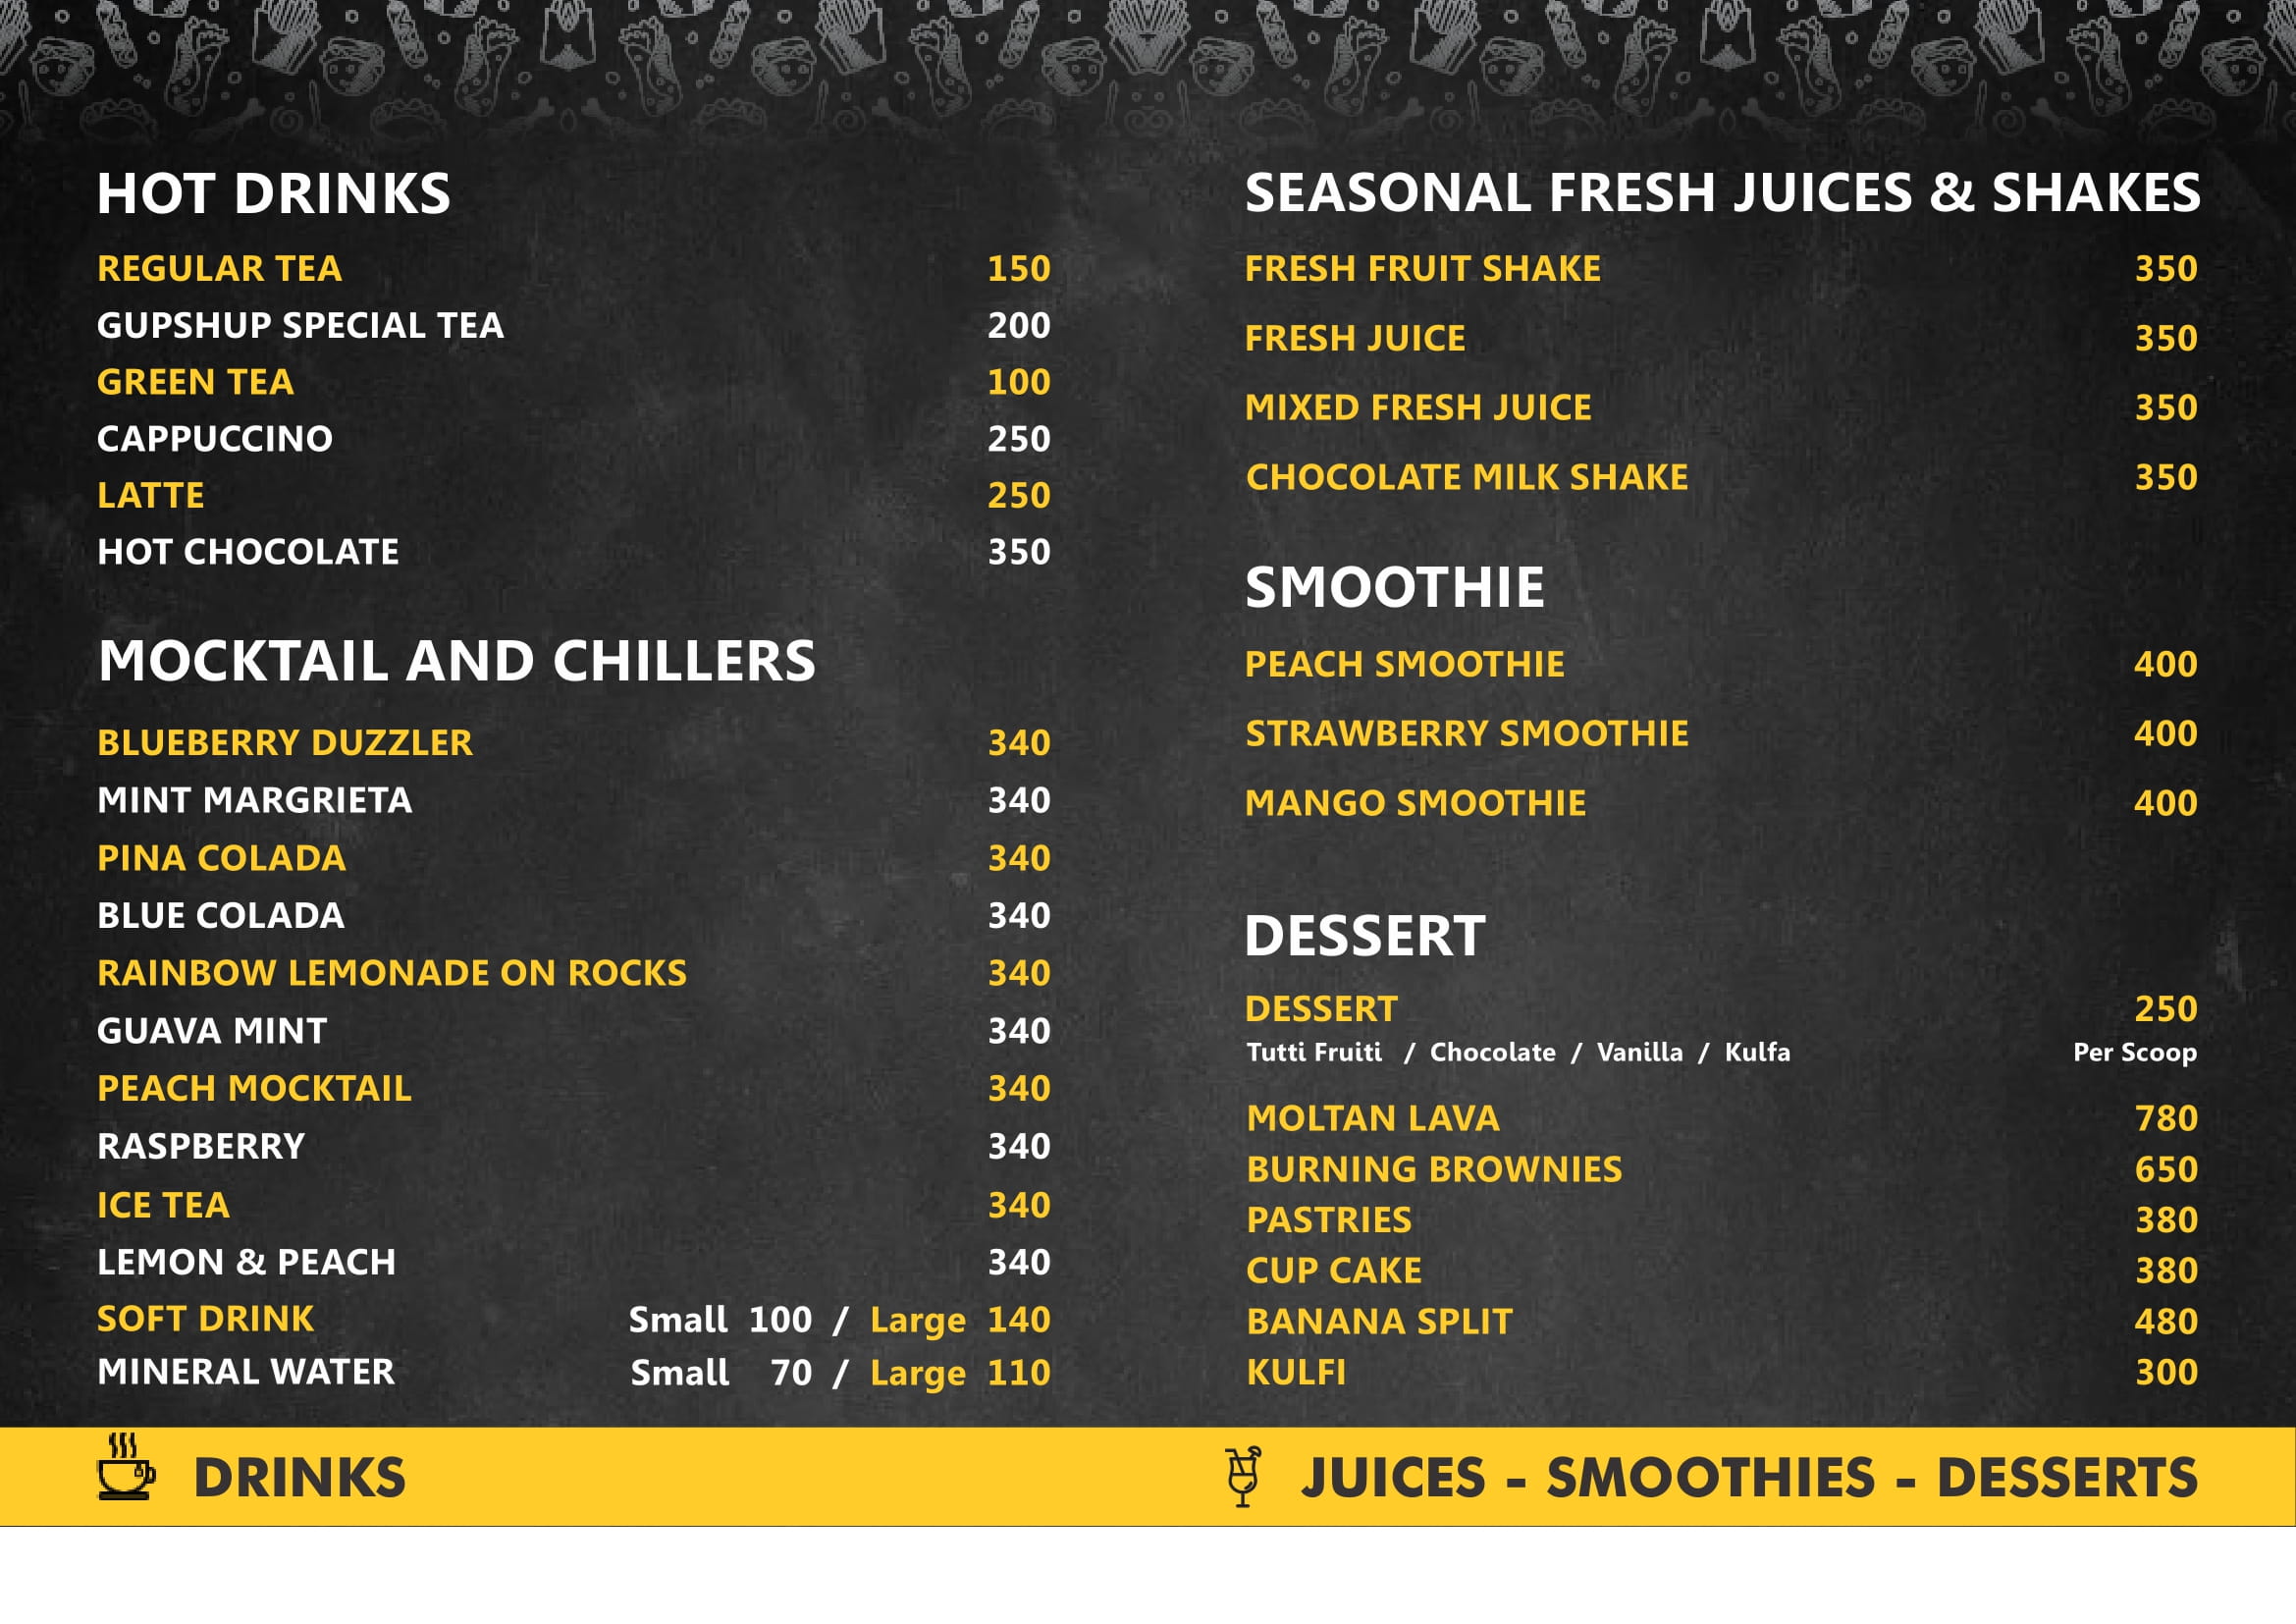 HOT DRINKS
REGULAR TEA 150
GUPSHUP SPECIAL TEA 200
GREEN TEA 100
CAPPUCCINO 250
LATTE 250
HOT CHOCOLATE 350
MOCKTAIL AND CHILLERS
BLUEBERRY DUZZLER 340
MINT MARGRIETA 340
PINA COLADA 340
BLUE COLADA 340
RAINBOW LEMONADE ON ROCKS 340
GUAVA MINT 340
PEACH MOCKTAIL 340
RASPBERRY 340
ICE TEA 340
LEMON & PEACH 340
SOFT DRINK Small 100 / Large 140
MINERAL WATER Small 70 / Large 110
DRINKS
SEASONAL FRESH JUICES & SHAKES
FRESH FRUIT SHAKE 350
FRESH JUICE 350
MIXED FRESH JUICE 350
CHOCOLATE MILK SHAKE 350
SMOOTHIE
PEACH SMOOTHIE 400
STRAWBERRY SMOOTHIE 400
MANGO SMOOTHIE 400
DESSERT
DESSERT 250
Tutti Fruiti / Chocolate / Vanilla / Kulfa Per Scoop
MOLTAN LAVA 780
BURNING BROWNIES 650
PASTRIES 380
CUP CAKE 380
BANANA SPLIT 480
KULFI 300
JUICES - SMOOTHIES - DESSERTS